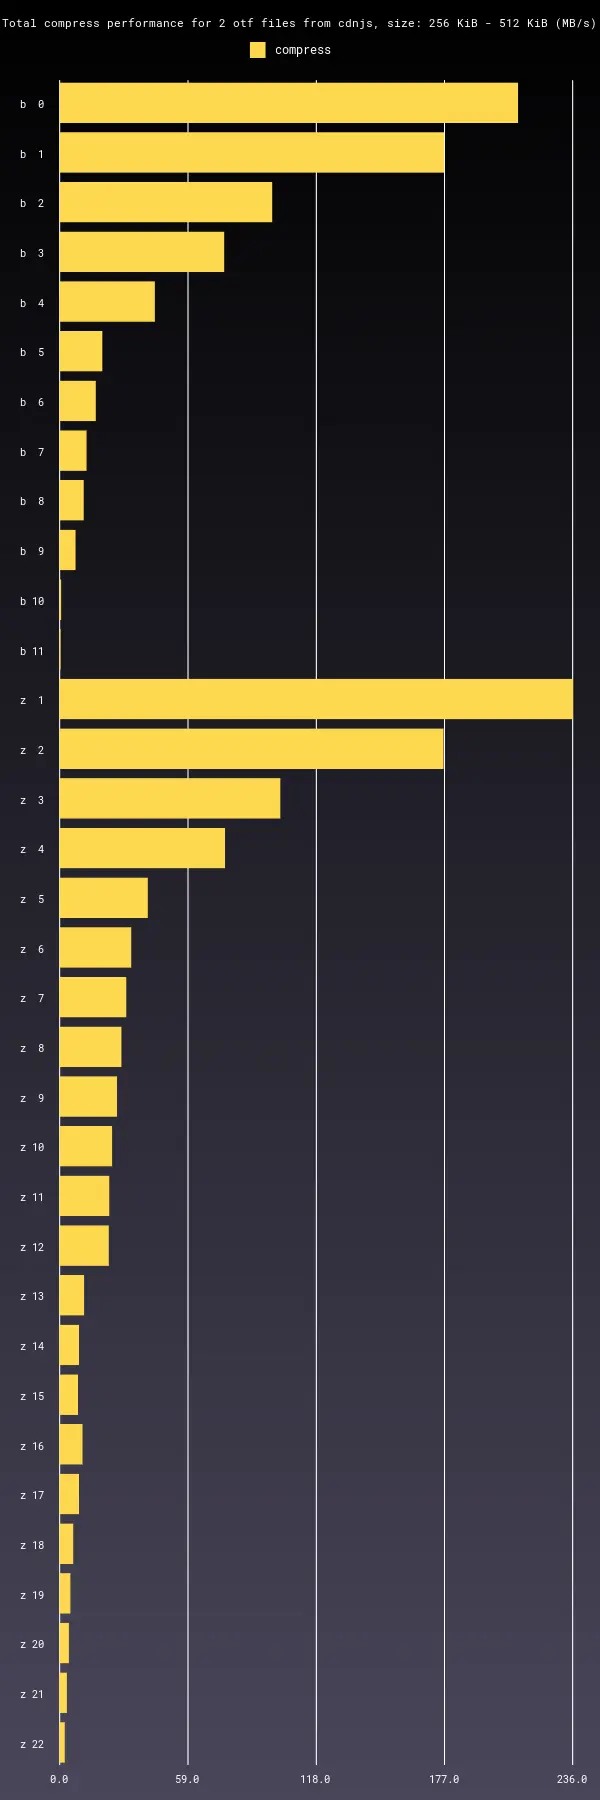 Total compress performance for 2 otf files from cdnjs, size: 256 KiB - 512 KiB (MB/s)
compress
b 0
b 1
b 2
b 3
b 4
b 5
b 6
b 7
b 8
b 9
b 10
b 11
z 1
z 2
z 3
z 4
z 5
z 6
z 7
z 8
z 9
z 10
z 11
z 12
z 13
z 14
z 15
z 16
z 17
z 18
z 19
z 20
z 21
z 22
0.0 59.0 118.0 177.0 236.0